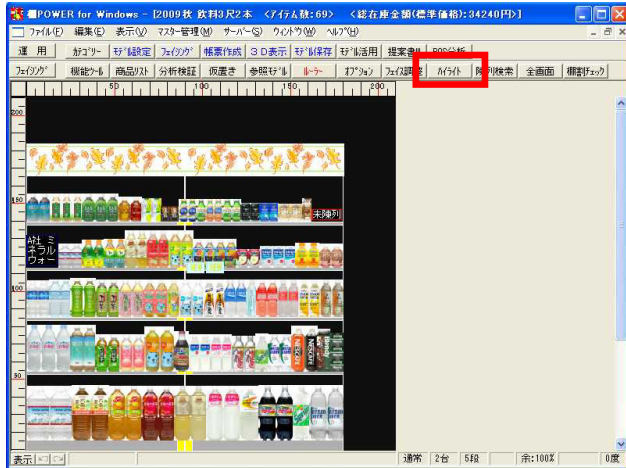 棚POWER for Windows - [2009秋 飲料3尺2本 <アイテム数:69> <総在庫金額(標準価格):34240円>]
ファイル(F) 編集(E) 表示(V) マスター管理(M) サーバー(S) ウィンドウ(W) ヘルプ(H)
運 用 カテゴリー モデル設定 フェイシング 帳票作成 3D表示 モデル保存 モデル活用 提案書 POS分析
フェイシング 機能ツール 商品リスト 分析検証 仮置き 参照モデル ルーラー オプション フェイス調整 ハイライト 陳列検索 全画面 棚割チェック
50 100 150 200
200
150
未陳列
A社 ミ
ネラル
ウォー
100
50
表示
通常 2台 5段 余:100% 0度